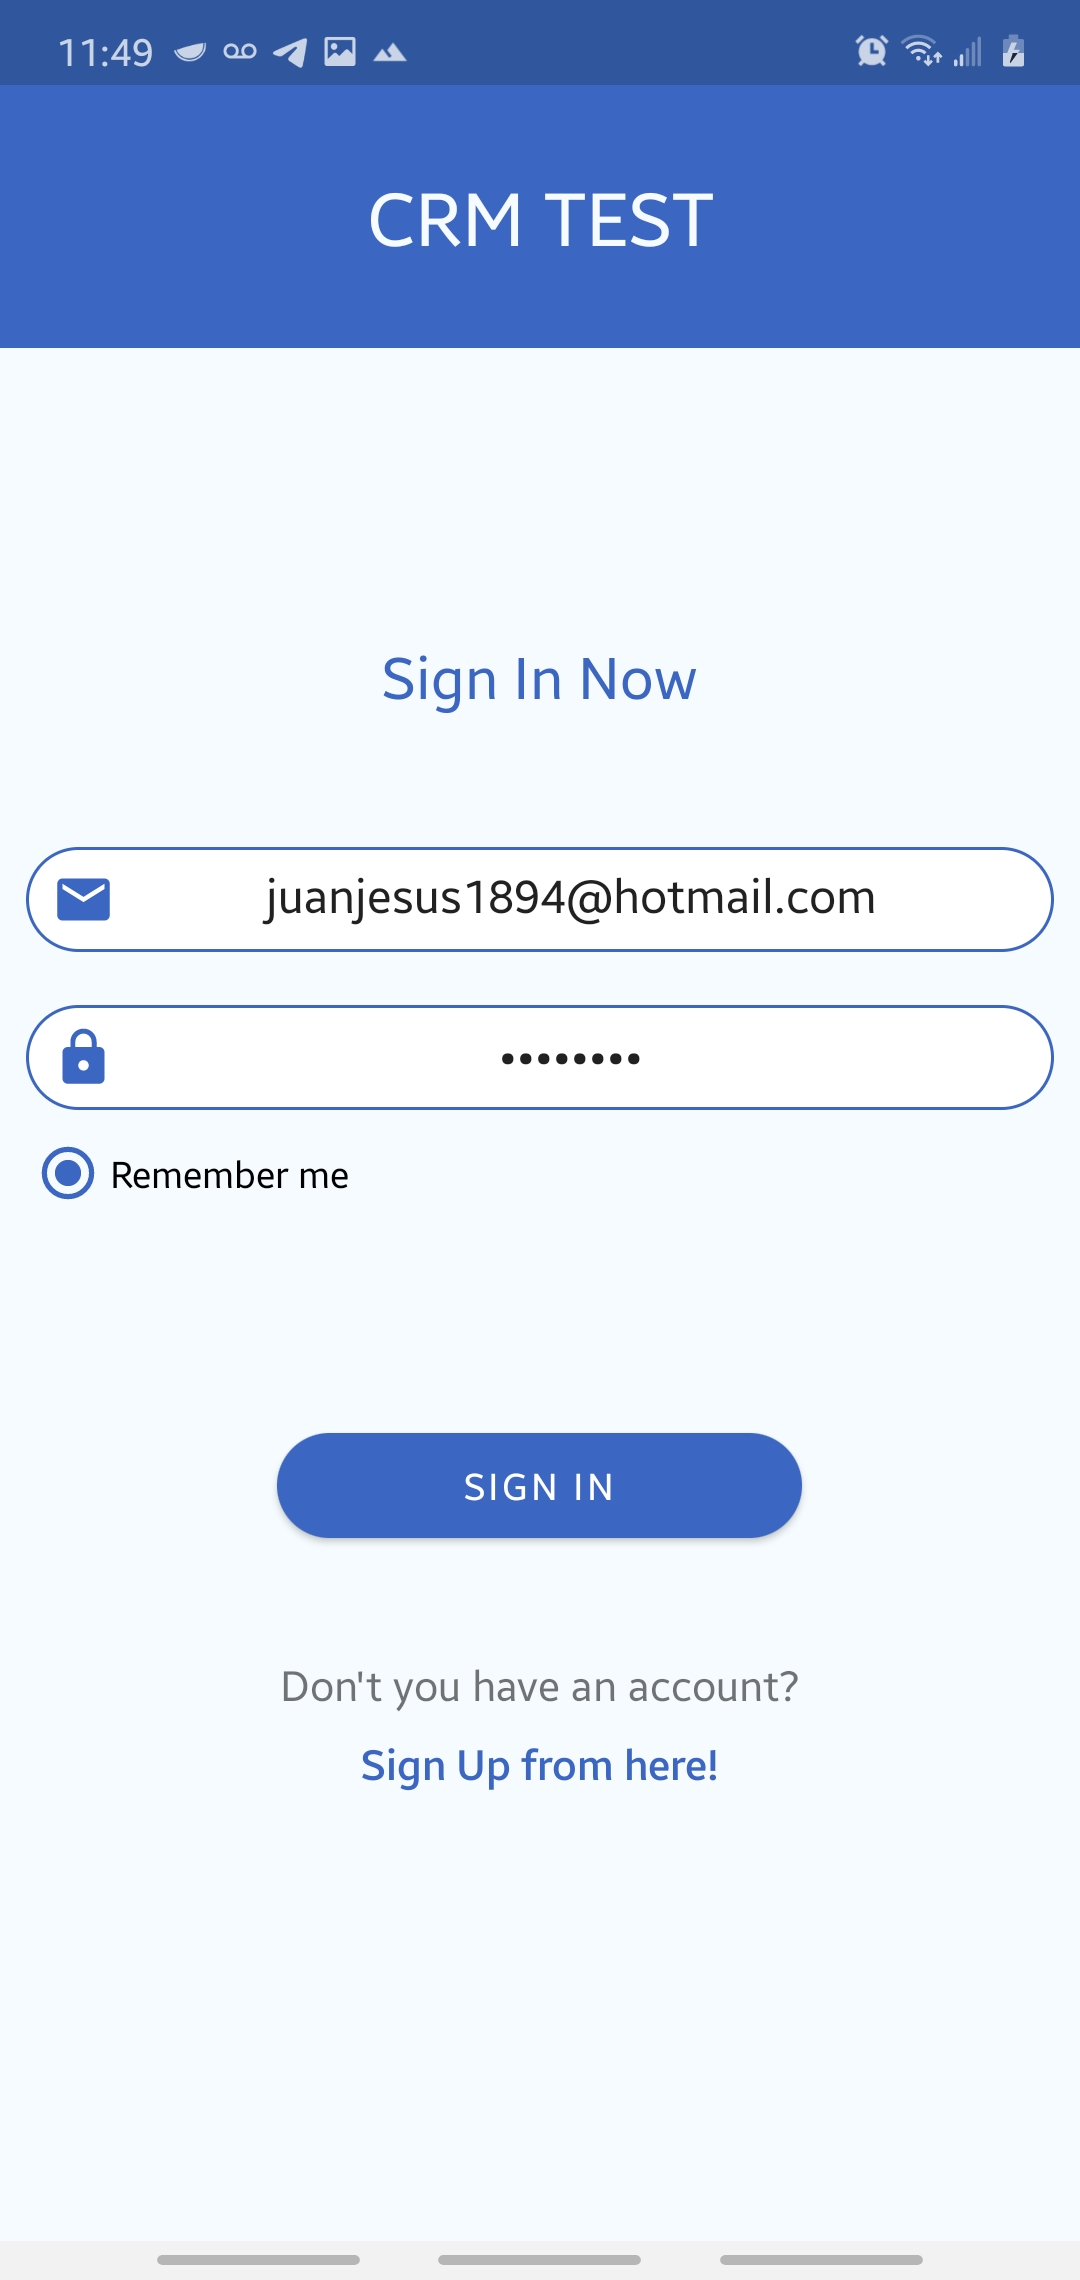 11:49
CRM TEST
Sign In Now
juanjesus1894@hotmail.com
••••••••
Remember me
SIGN IN
Don't you have an account?
Sign Up from here!